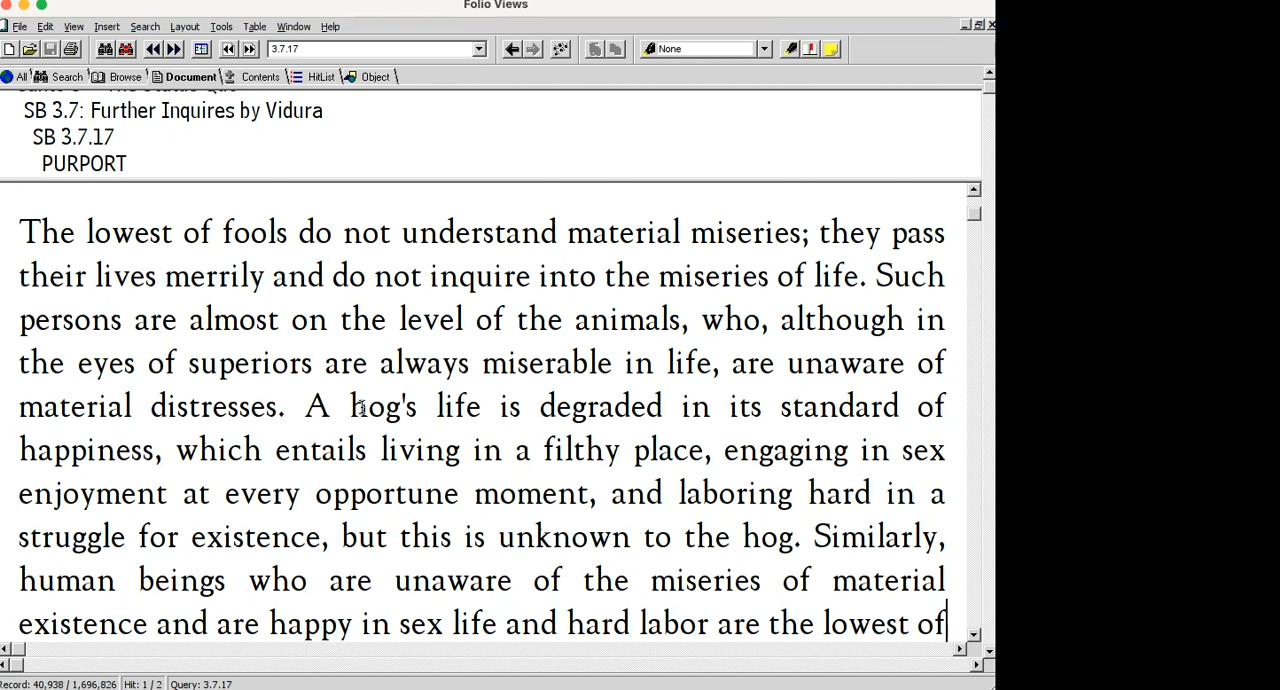 Folio Views
File Edit View Insert Search Layout Tools Table Window Help
3.7.17 None
All Search Browse Document Contents HitList Object
SB 3.7: Further Inquires by Vidura
SB 3.7.17
PURPORT
The lowest of fools do not understand material miseries; they pass
their lives merrily and do not inquire into the miseries of life. Such
persons are almost on the level of the animals, who, although in
the eyes of superiors are always miserable in life, are unaware of
material distresses. A hog's life is degraded in its standard of
happiness, which entails living in a filthy place, engaging in sex
enjoyment at every opportune moment, and laboring hard in a
struggle for existence, but this is unknown to the hog. Similarly,
human beings who are unaware of the miseries of material
existence and are happy in sex life and hard labor are the lowest of
Record: 40,938 / 1,696,826 Hit: 1 / 2 Query: 3.7.17